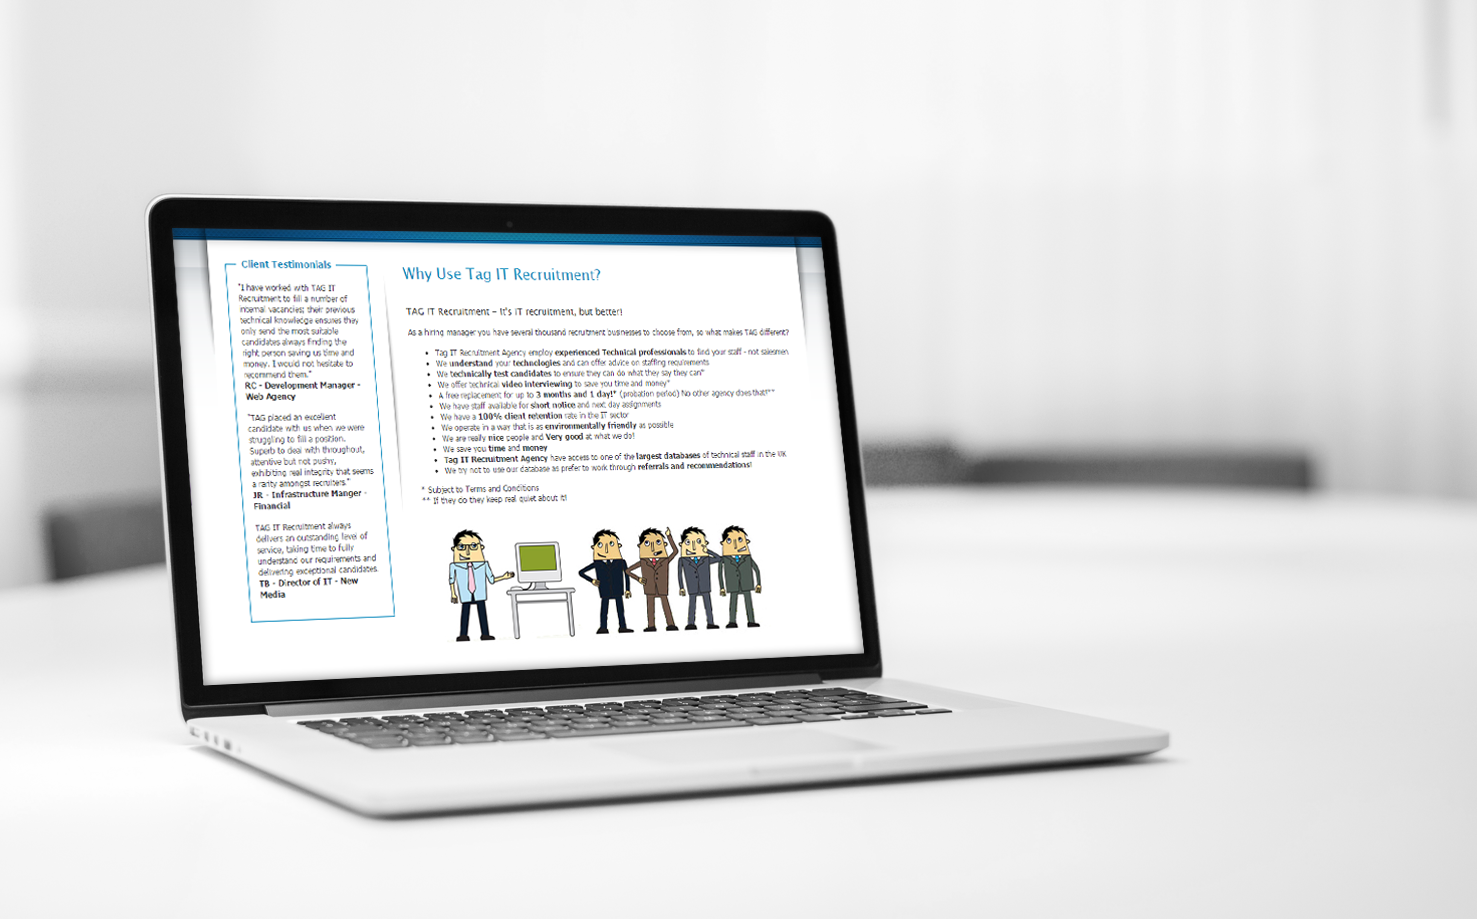 Client Testimonials
"I have worked with TAG IT
Recruitment to fill a number of
internal vacancies; their previous
technical knowledge ensures they
only send the most suitable
candidates always finding the
right person saving us time and
money. I would not hesitate to
recommend them."
RC - Development Manager -
Web Agency
"TAG placed an excellent
candidate with us when we were
struggling to fill a position.
Superb to deal with throughout,
attentive but not pushy,
exhibiting real integrity that seems
a rarity amongst recruiters."
JR - Infrastructure Manger -
Financial
TAG IT Recruitment always
delivers an outstanding level of
service, taking time to fully
understand our requirements and
delivering exceptional candidates.
TB - Director of IT - New
Media
Why Use Tag IT Recruitment?
TAG IT Recruitment – It's IT recruitment, but better!
As a hiring manager you have several thousand recruitment businesses to choose from, so what makes TAG different?
• Tag IT Recruitment Agency employ experienced Technical professionals to find your staff - not salesmen
• We understand your technologies and can offer advice on staffing requirements
• We technically test candidates to ensure they can do what they say they can*
• We offer technical video interviewing to save you time and money*
• A free replacement for up to 3 months and 1 day!* (probation period) No other agency does that!**
• We have staff available for short notice and next day assignments
• We have a 100% client retention rate in the IT sector
• We operate in a way that is as environmentally friendly as possible
• We are really nice people and Very good at what we do!
• We save you time and money
• Tag IT Recruitment Agency have access to one of the largest databases of technical staff in the UK
• We try not to use our database as prefer to work through referrals and recommendations!
* Subject to Terms and Conditions
** If they do they keep real quiet about it!